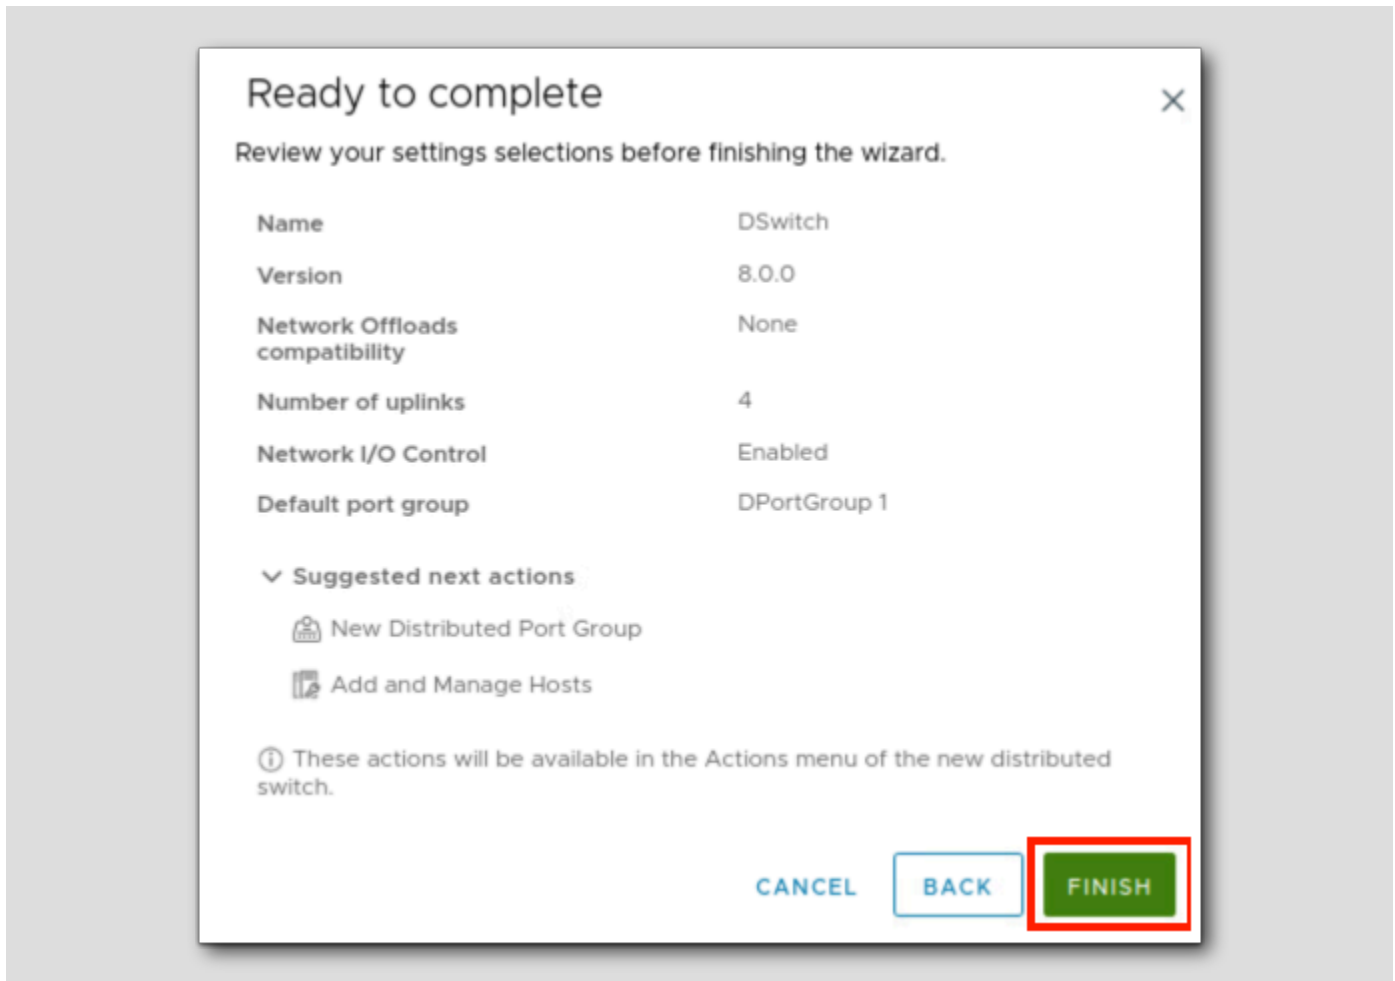 Ready to complete
Review your settings selections before finishing the wizard.
Name DSwitch
Version 8.0.0
Network Offloads None
compatibility
Number of uplinks 4
Network I/O Control Enabled
Default port group DPortGroup 1
Suggested next actions
New Distributed Port Group
Add and Manage Hosts
These actions will be available in the Actions menu of the new distributed
switch.
CANCEL BACK FINISH